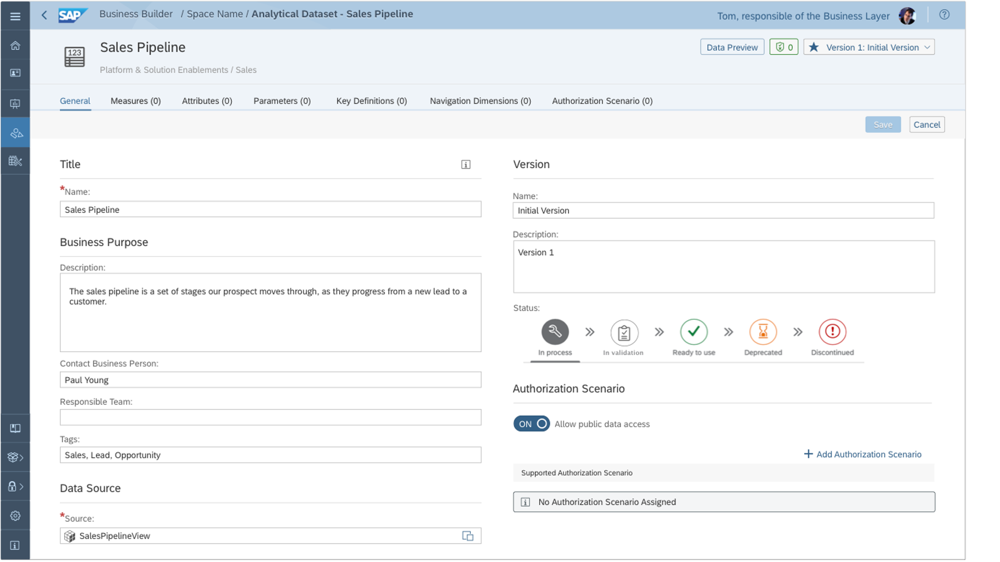 SAP Business Builder / Space Name / Analytical Dataset - Sales Pipeline
Tom, responsible of the Business Layer
123
Sales Pipeline
Platform & Solution Enablements / Sales
Data Preview
0
Version 1: Initial Version
General Measures (0) Attributes (0) Parameters (0) Key Definitions (0) Navigation Dimensions (0) Authorization Scenario (0)
Save Cancel
Title
*Name:
Sales Pipeline
Business Purpose
Description:
The sales pipeline is a set of stages our prospect moves through, as they progress from a new lead to a
customer.
Contact Business Person:
Paul Young
Responsible Team:
Tags:
Sales, Lead, Opportunity
Data Source
*Source:
SalesPipelineView
Version
Name:
Initial Version
Description:
Version 1
Status:
In process In validation Ready to use Deprecated Discontinued
Authorization Scenario
ON Allow public data access
+ Add Authorization Scenario
Supported Authorization Scenario
No Authorization Scenario Assigned